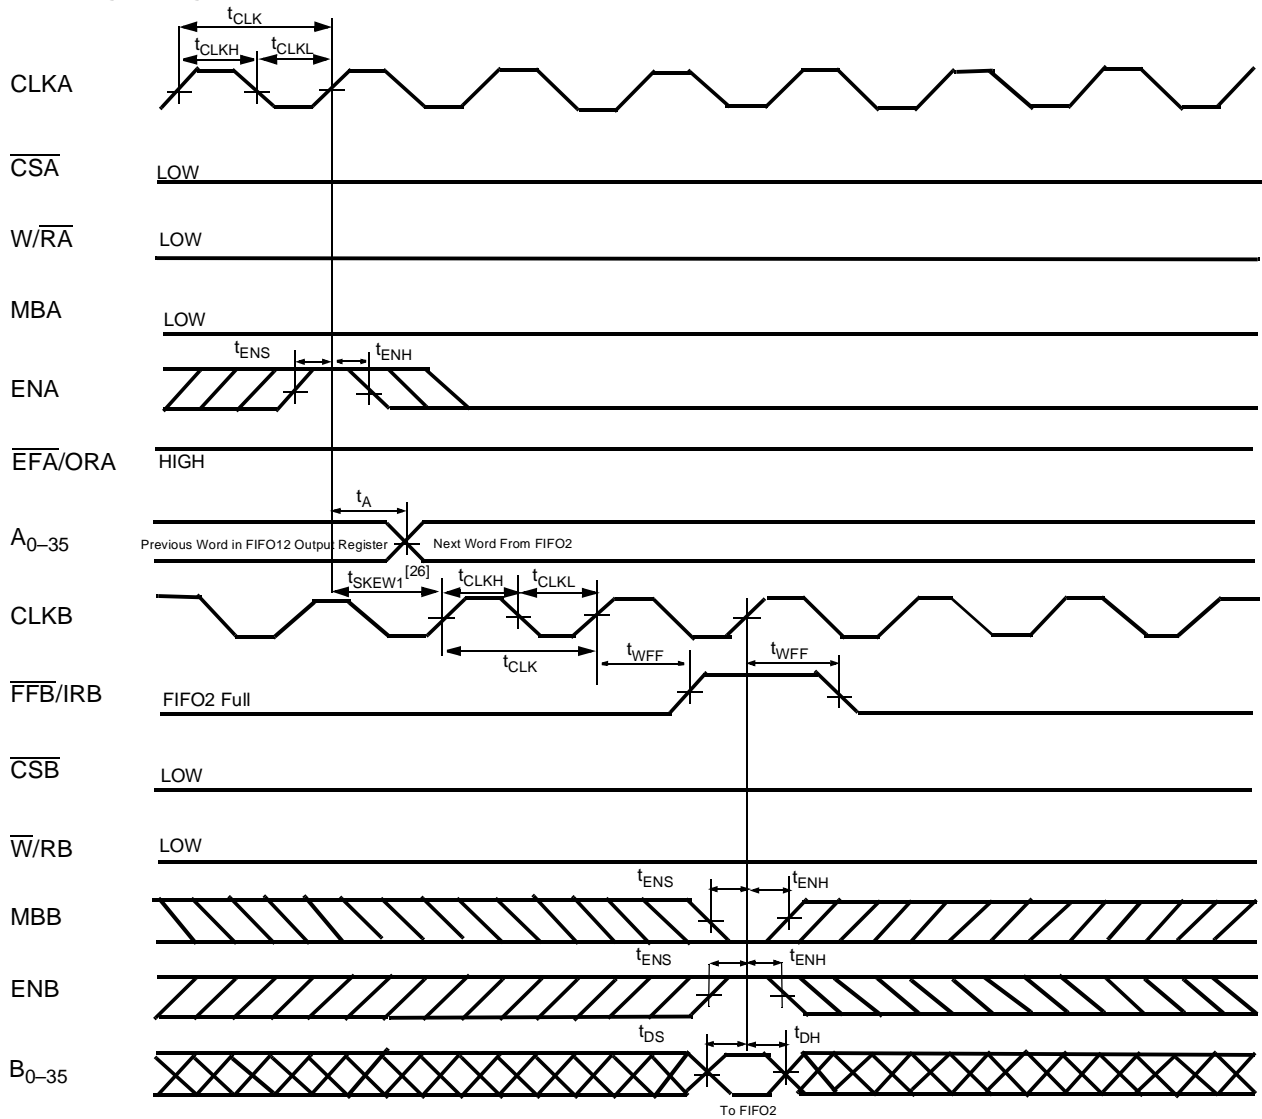 tCLK
tCLKH tCLKL
CLKA
CSA
LOW
W/RA
LOW
MBA
LOW
tENS tENH
ENA
EFA/ORA
HIGH
tA
A0–35
Previous Word in FIFO12 Output Register Next Word From FIFO2
tSKEW1[26] tCLKH tCLKL
CLKB
tCLK
tWFF tWFF
FFB/IRB
FIFO2 Full
CSB
LOW
W/RB
LOW
tENS tENH
MBB
tENS tENH
ENB
tDS tDH
B0–35
To FIFO2